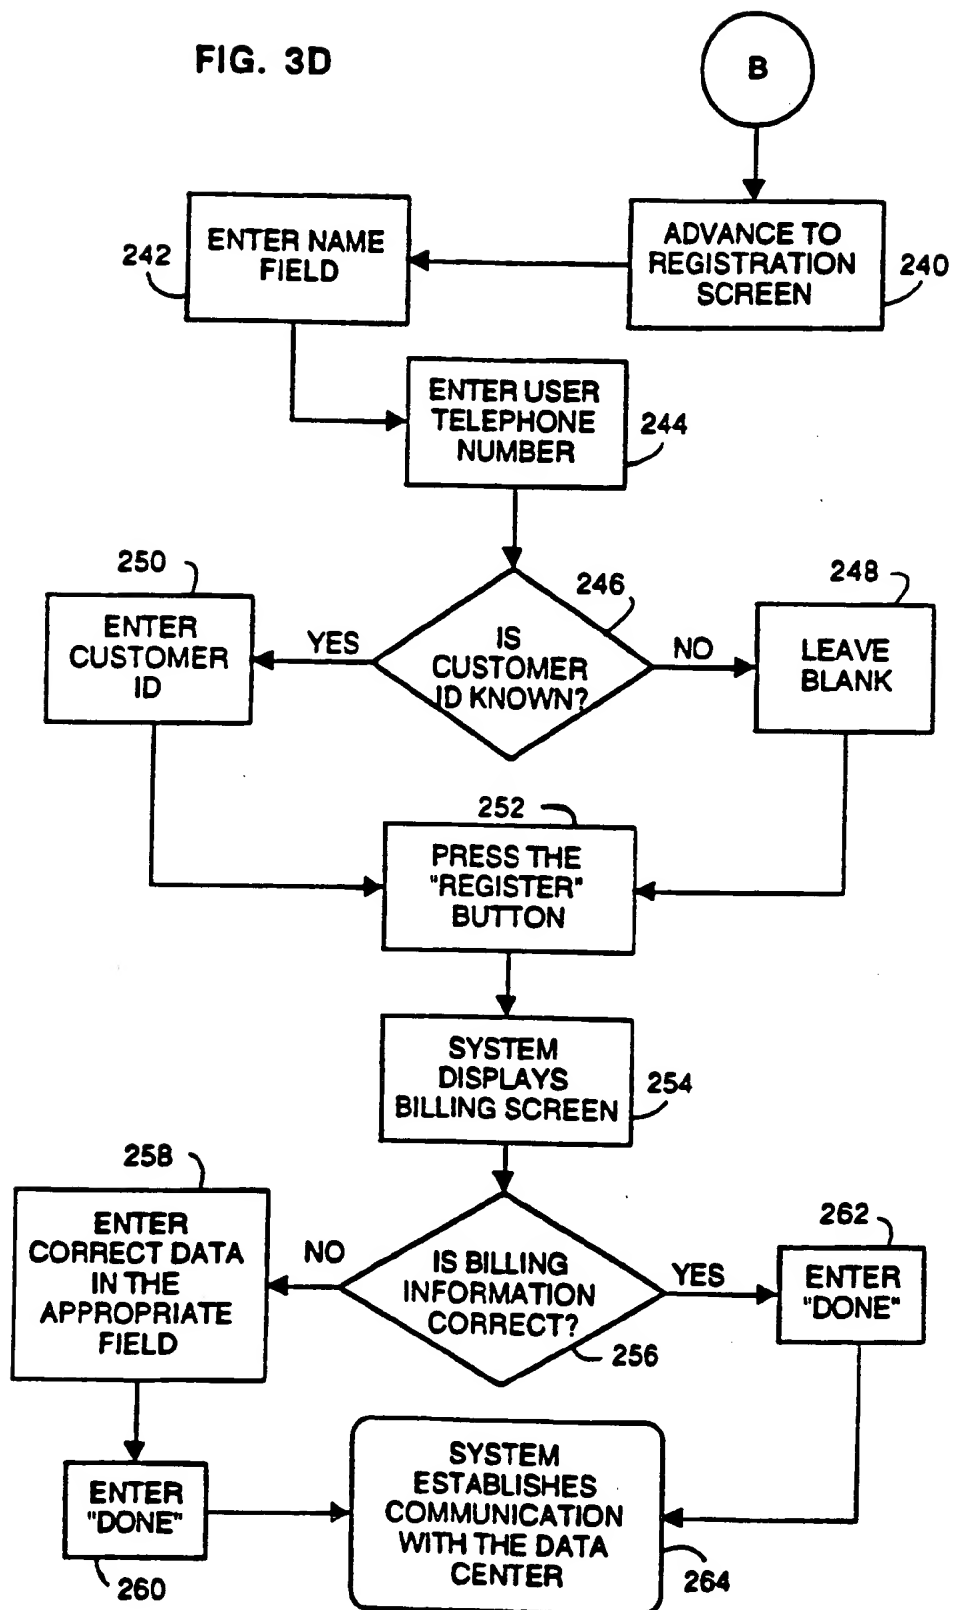 FIG. 3D
B
ADVANCE TO
REGISTRATION
SCREEN
240
ENTER NAME
FIELD
242
ENTER USER
TELEPHONE
NUMBER
244
IS
CUSTOMER
ID KNOWN?
246
YES
NO
250
ENTER
CUSTOMER
ID
248
LEAVE
BLANK
252
PRESS THE
"REGISTER"
BUTTON
SYSTEM
DISPLAYS
BILLING SCREEN
254
IS BILLING
INFORMATION
CORRECT?
256
NO
YES
258
ENTER
CORRECT DATA
IN THE
APPROPRIATE
FIELD
262
ENTER
"DONE"
ENTER
"DONE"
260
SYSTEM
ESTABLISHES
COMMUNICATION
WITH THE DATA
CENTER
264